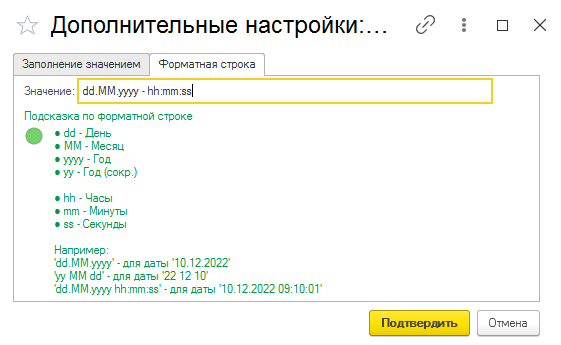 Дополнительные настройки:...
Заполнение значением
Форматная строка
Значение: dd.MM.yyyy - hh:mm:ss
Подсказка по форматной строке
● dd - День
● MM - Месяц
● yyyy - Год
● yy - Год (сокр.)
● hh - Часы
● mm - Минуты
● ss - Секунды
Например:
'dd.MM.yyyy' - для даты '10.12.2022'
'yy MM dd' - для даты '22 12 10'
'dd.MM.yyyy hh:mm:ss' - для даты '10.12.2022 09:10:01'
Подтвердить
Отмена